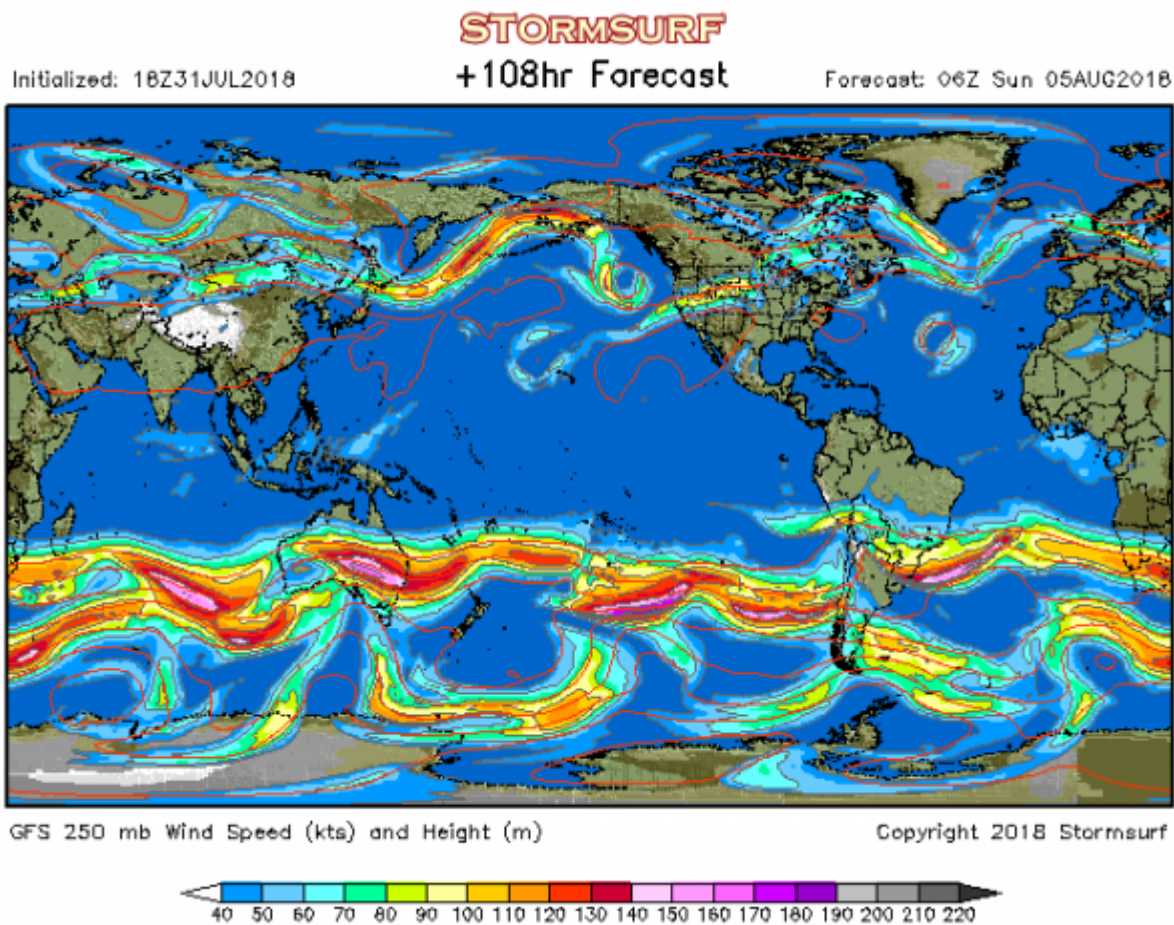 STORMSURF
Initialized: 18Z31JUL2018 +108hr Forecast Forecast: 06Z Sun 05AUG2018
GFS 250 mb Wind Speed (kts) and Height (m) Copyright 2018 Stormsurf
40 50 60 70 80 90 100 110 120 130 140 150 160 170 180 190 200 210 220